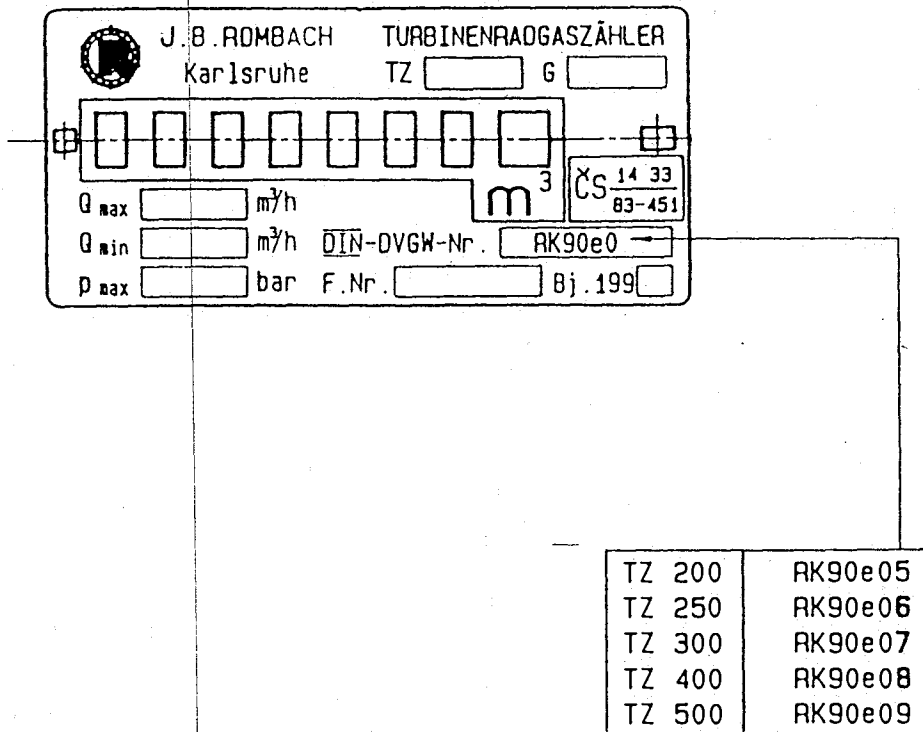 J.B.ROMBACH TURBINENRADGASZÄHLER
Karlsruhe TZ G
m³
ČS 14 33
83-451
Q max m³/h
Q min m³/h DIN-DVGW-Nr. RK90e0
p max bar F.Nr. Bj.199
TZ 200 RK90e05
TZ 250 RK90e06
TZ 300 RK90e07
TZ 400 RK90e08
TZ 500 RK90e09